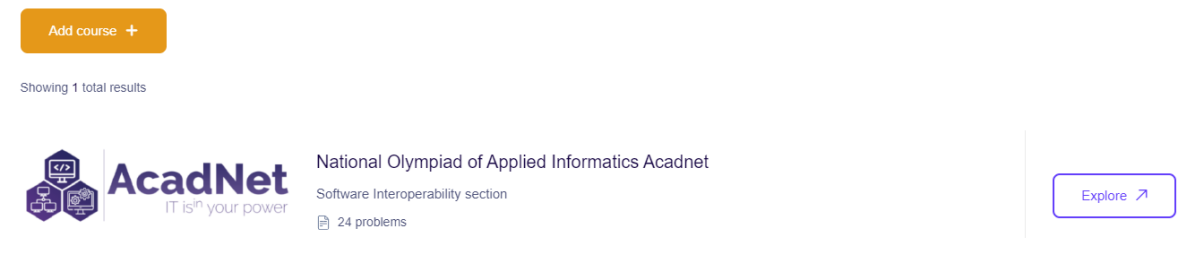 Add course +
Showing 1 total results
AcadNet
IT is in your power
National Olympiad of Applied Informatics Acadnet
Software Interoperability section
24 problems
Explore